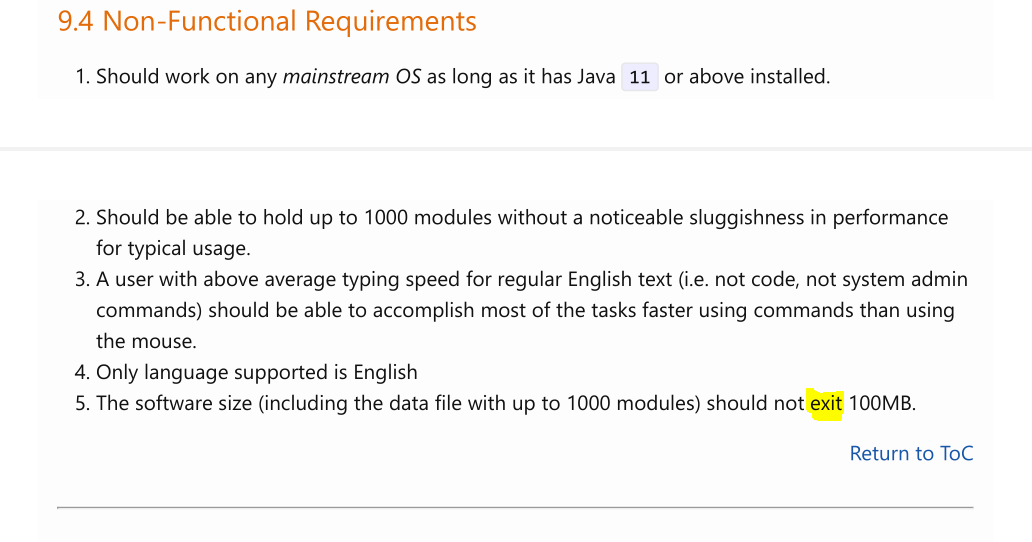 9.4 Non-Functional Requirements
1. Should work on any mainstream OS as long as it has Java 11 or above installed.
2. Should be able to hold up to 1000 modules without a noticeable sluggishness in performance
for typical usage.
3. A user with above average typing speed for regular English text (i.e. not code, not system admin
commands) should be able to accomplish most of the tasks faster using commands than using
the mouse.
4. Only language supported is English
5. The software size (including the data file with up to 1000 modules) should not exit 100MB.
Return to ToC